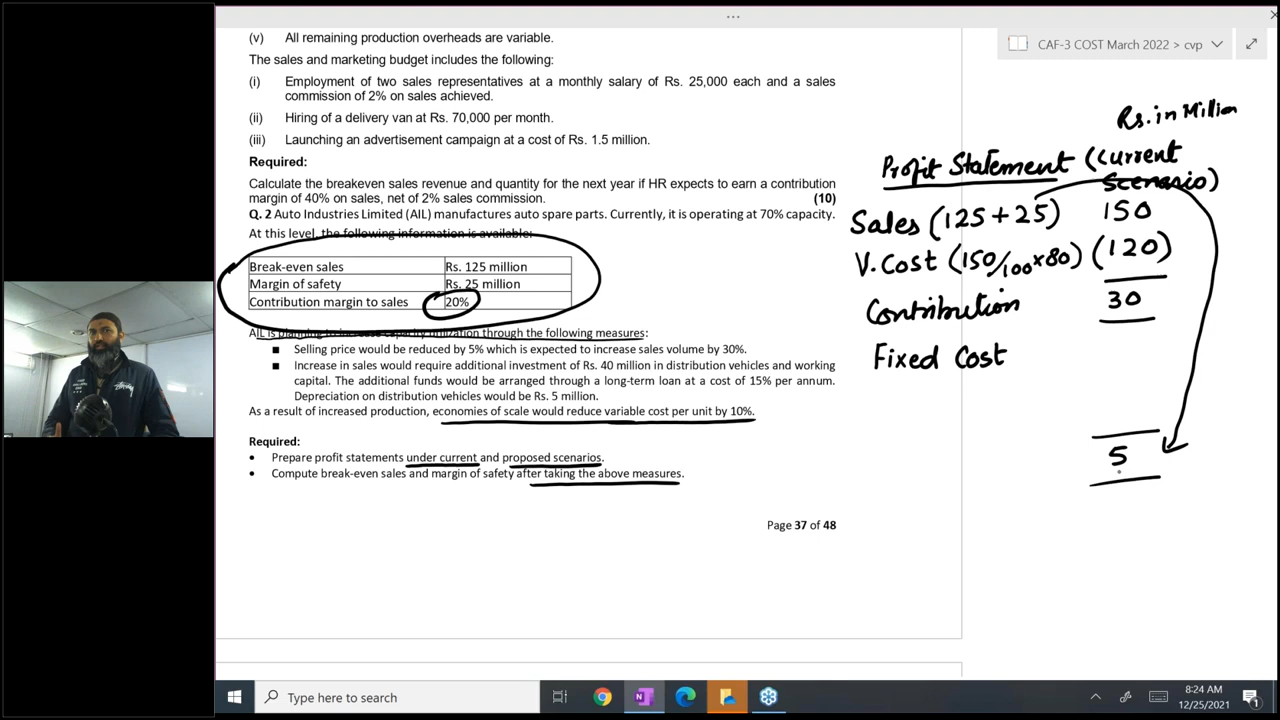 (v) All remaining production overheads are variable.
The sales and marketing budget includes the following:
(i) Employment of two sales representatives at a monthly salary of Rs. 25,000 each and a sales
commission of 2% on sales achieved.
(ii) Hiring of a delivery van at Rs. 70,000 per month.
(iii) Launching an advertisement campaign at a cost of Rs. 1.5 million.
Required:
Calculate the breakeven sales revenue and quantity for the next year if HR expects to earn a contribution
margin of 40% on sales, net of 2% sales commission. (10)
Q. 2 Auto Industries Limited (AIL) manufactures auto spare parts. Currently, it is operating at 70% capacity.
At this level, the following information is available:
Break-even sales Rs. 125 million
Margin of safety Rs. 25 million
Contribution margin to sales 20%
AIL is planning to increase capacity utilization through the following measures:
■ Selling price would be reduced by 5% which is expected to increase sales volume by 30%.
■ Increase in sales would require additional investment of Rs. 40 million in distribution vehicles and working
capital. The additional funds would be arranged through a long-term loan at a cost of 15% per annum.
Depreciation on distribution vehicles would be Rs. 5 million.
As a result of increased production, economies of scale would reduce variable cost per unit by 10%.
Required:
• Prepare profit statements under current and proposed scenarios.
• Compute break-even sales and margin of safety after taking the above measures.
Page 37 of 48
CAF-3 COST March 2022 > cvp
Rs. in Million
Profit Statement (Current
Scenario)
Sales (125+25) 150
V. Cost (150/100×80) (120)
Contribution 30
Fixed Cost
5
STUSSY
Type here to search
8:24 AM
12/25/2021
1